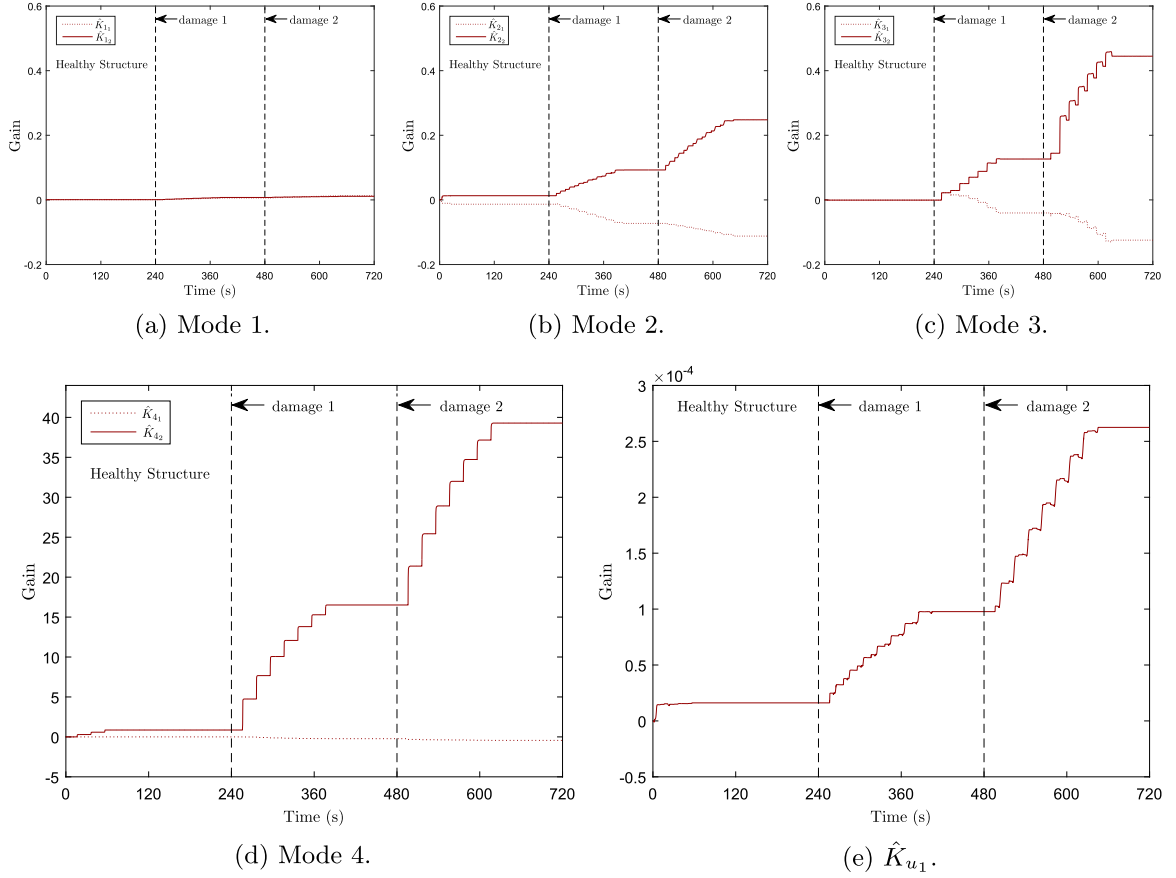 0.6
0.4
0.2
0
-0.2
Gain
K̂₁₁
K̂₁₂
Healthy Structure
damage 1
damage 2
0 120 240 360 480 600 720
Time (s)
(a) Mode 1.
0.6
0.4
0.2
0
-0.2
Gain
K̂₂₁
K̂₂₂
Healthy Structure
damage 1
damage 2
0 120 240 360 480 600 720
Time (s)
(b) Mode 2.
0.6
0.4
0.2
0
-0.2
Gain
K̂₃₁
K̂₃₂
Healthy Structure
damage 1
damage 2
0 120 240 360 480 600 720
Time (s)
(c) Mode 3.
40
35
30
25
20
15
10
5
0
-5
Gain
K̂₄₁
K̂₄₂
Healthy Structure
damage 1
damage 2
0 120 240 360 480 600 720
Time (s)
(d) Mode 4.
×10⁻⁴
3
2.5
2
1.5
1
0.5
0
-0.5
Gain
Healthy Structure
damage 1
damage 2
0 120 240 360 480 600 720
Time (s)
(e) K̂ᵤ₁.